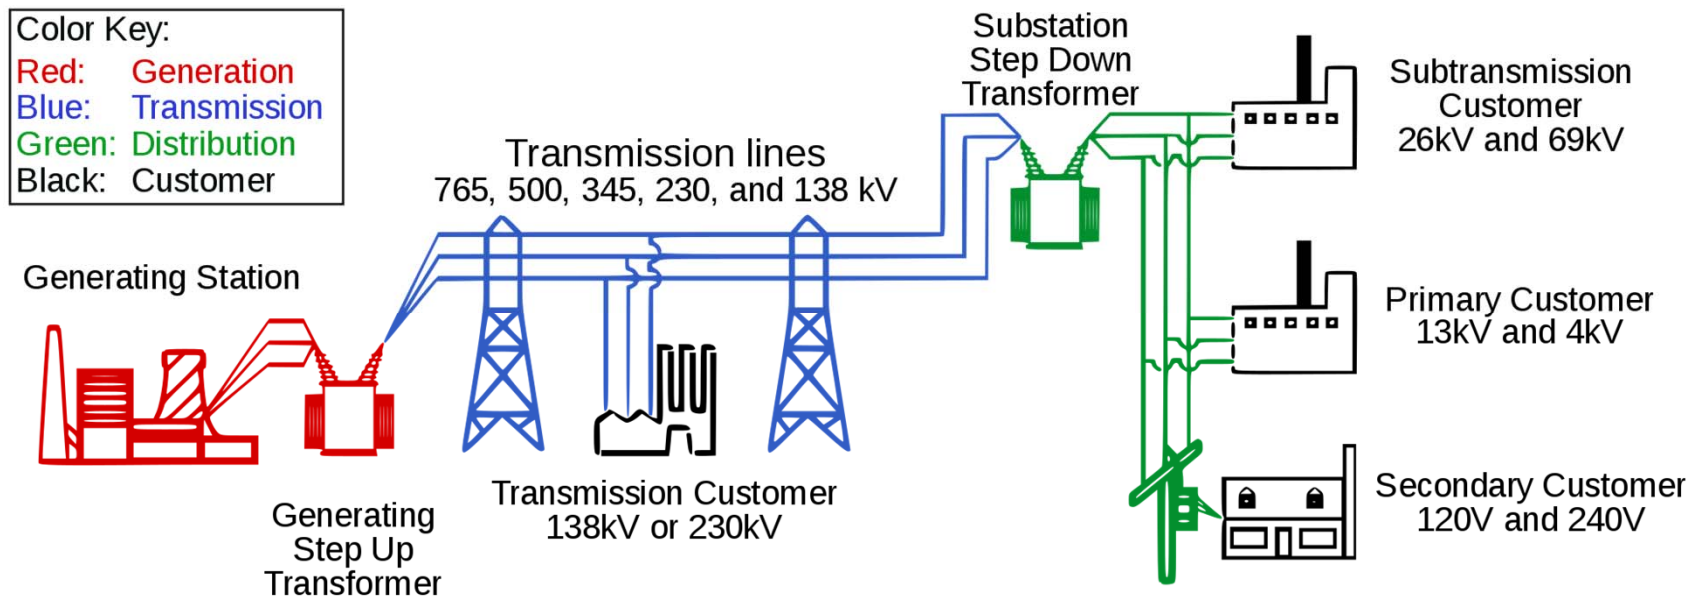 Color Key:
Red: Generation
Blue: Transmission
Green: Distribution
Black: Customer
Generating Station
Generating
Step Up
Transformer
Transmission lines
765, 500, 345, 230, and 138 kV
Transmission Customer
138kV or 230kV
Substation
Step Down
Transformer
Subtransmission
Customer
26kV and 69kV
Primary Customer
13kV and 4kV
Secondary Customer
120V and 240V